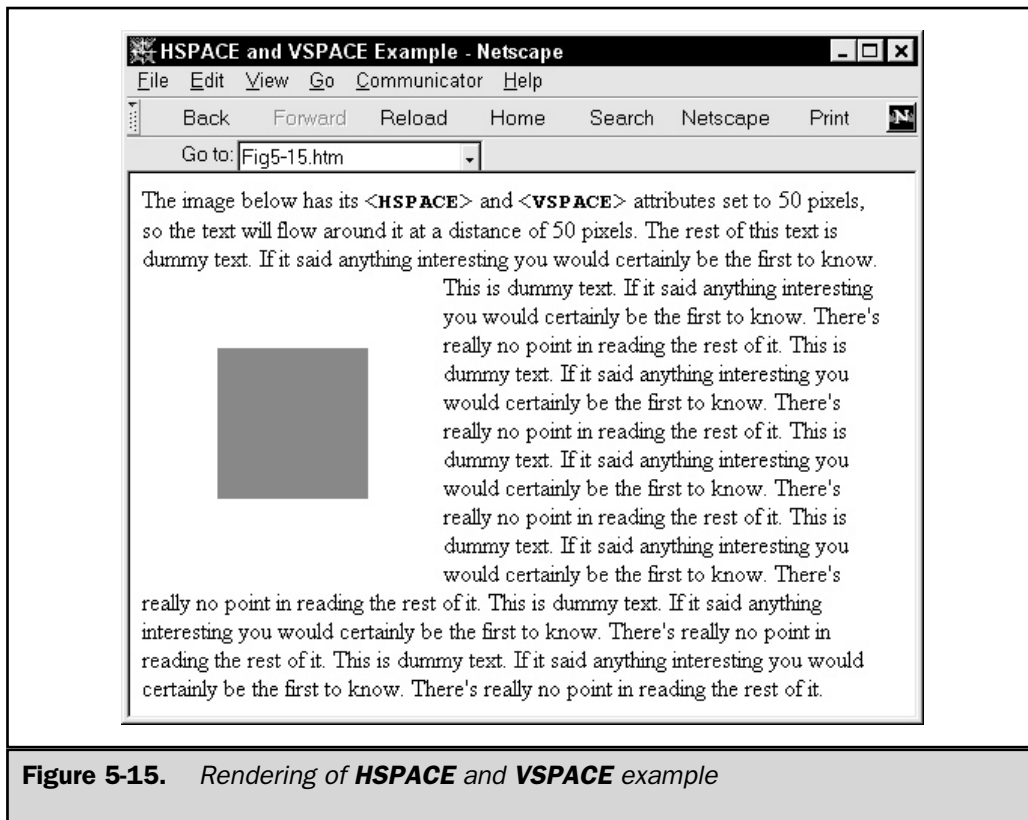 HSPACE and VSPACE Example - Netscape
File Edit View Go Communicator Help
Back Forward Reload Home Search Netscape Print N
Go to: Fig5-15.htm
The image below has its <HSPACE> and <VSPACE> attributes set to 50 pixels,
so the text will flow around it at a distance of 50 pixels. The rest of this text is
dummy text. If it said anything interesting you would certainly be the first to know.
This is dummy text. If it said anything interesting
you would certainly be the first to know. There's
really no point in reading the rest of it. This is
dummy text. If it said anything interesting you
would certainly be the first to know. There's
really no point in reading the rest of it. This is
dummy text. If it said anything interesting you
would certainly be the first to know. There's
really no point in reading the rest of it. This is
dummy text. If it said anything interesting you
would certainly be the first to know. There's
really no point in reading the rest of it. This is dummy text. If it said anything
interesting you would certainly be the first to know. There's really no point in
reading the rest of it. This is dummy text. If it said anything interesting you would
certainly be the first to know. There's really no point in reading the rest of it.
Figure 5-15. Rendering of HSPACE and VSPACE example